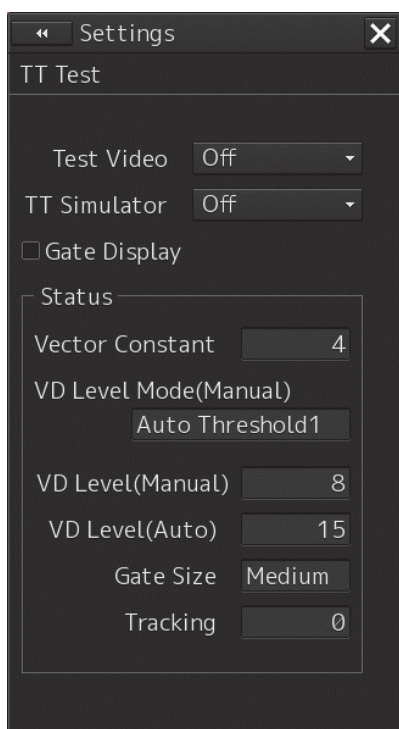 Settings
TT Test
Test Video Off
TT Simulator Off
Gate Display
Status
Vector Constant 4
VD Level Mode(Manual)
Auto Threshold1
VD Level(Manual) 8
VD Level(Auto) 15
Gate Size Medium
Tracking 0